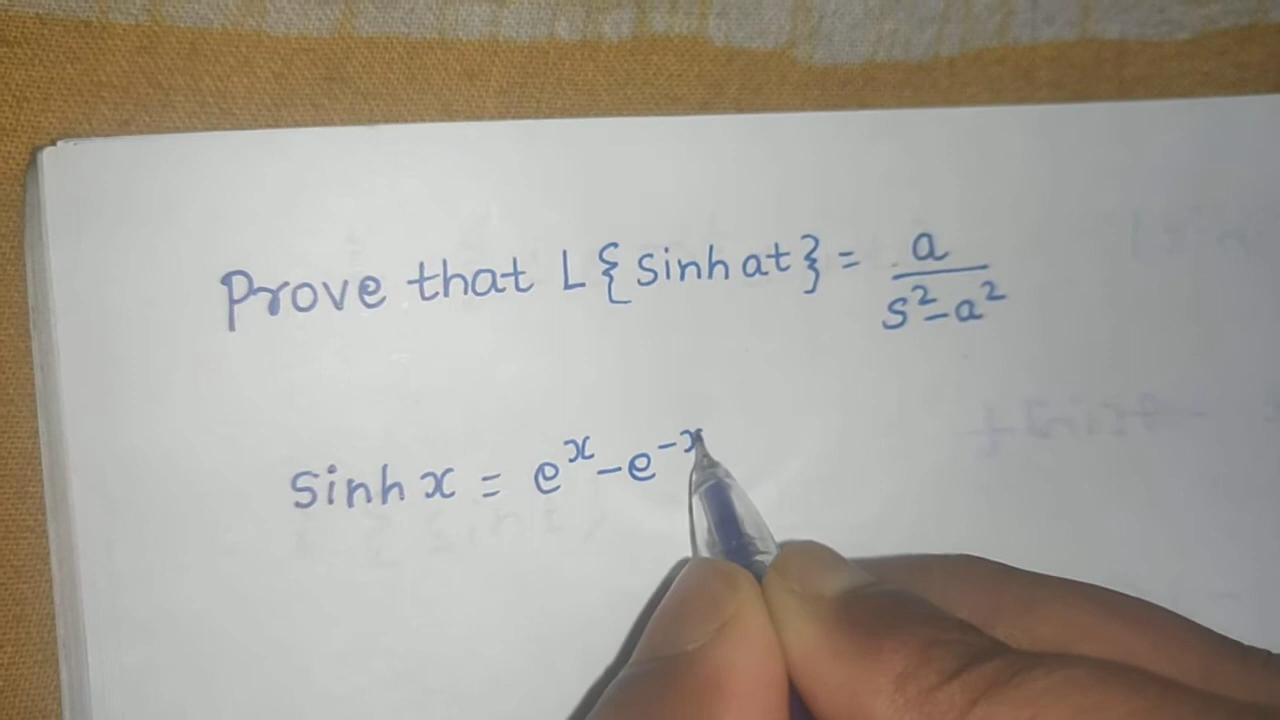 Prove that L{sinh at} = a/(s²-a²)
sinh x = e^x - e^-x